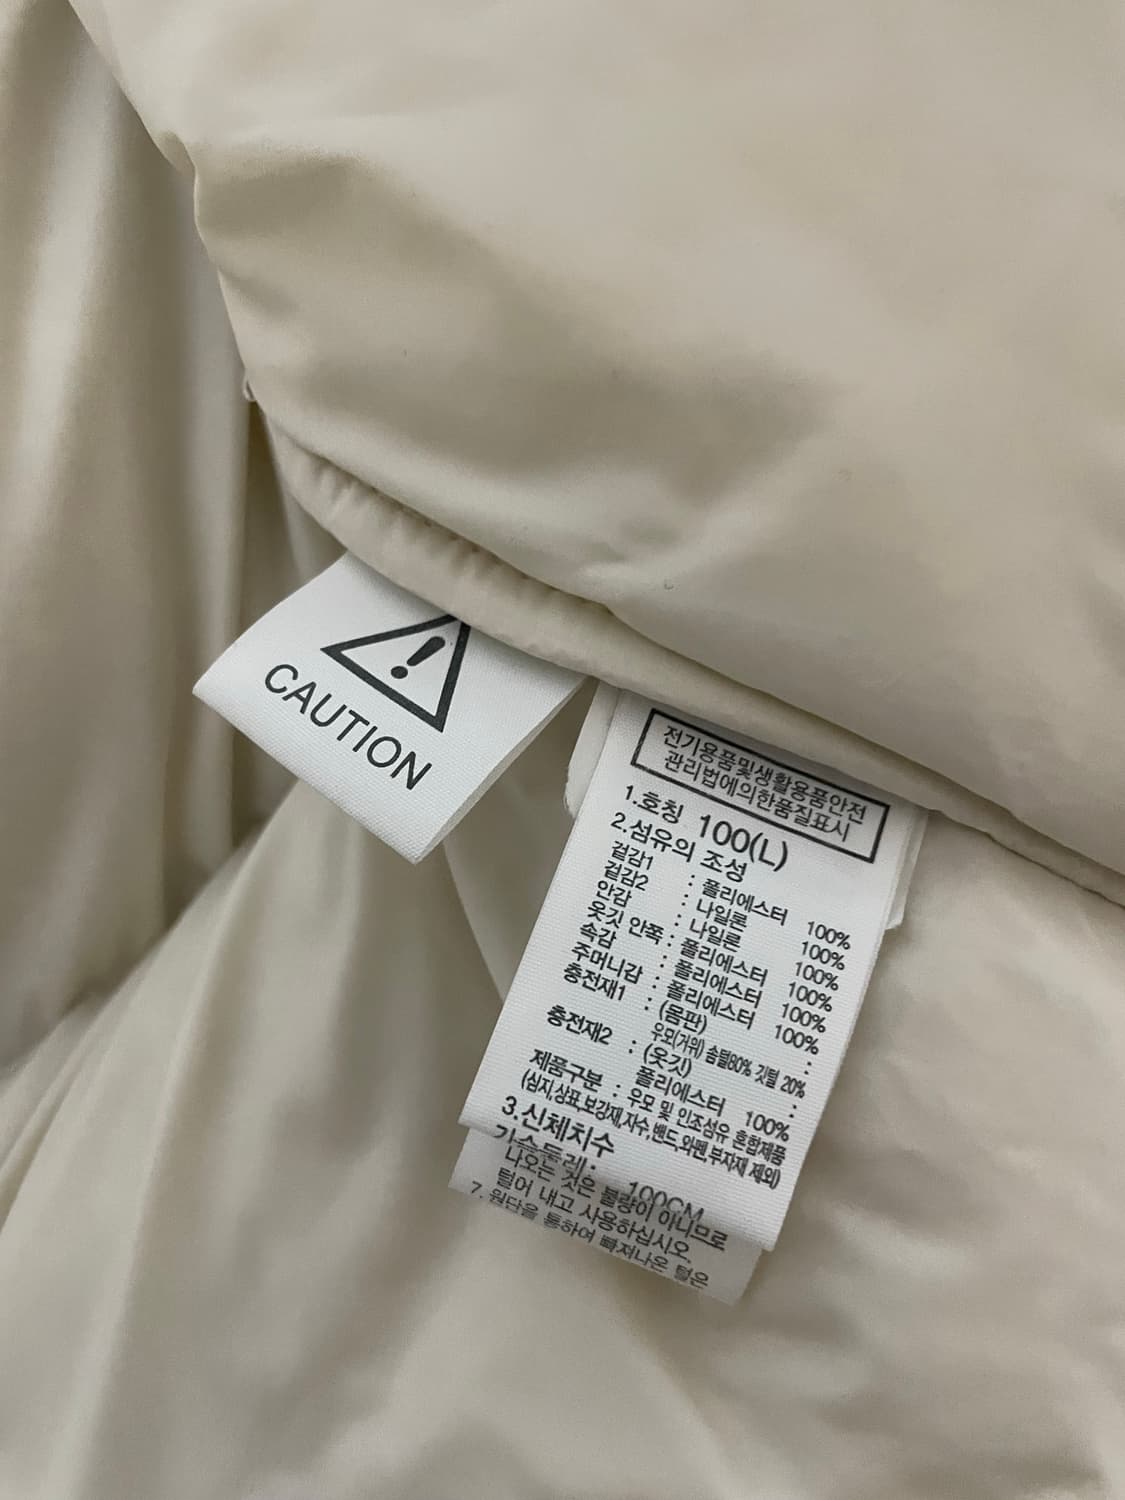 CAUTION
전기용품및생활용품안전
관리법에의한품질표시
1.호칭 100(L)
2.섬유의 조성
겉감1 : 폴리에스터 100%
겉감2 : 나일론 100%
안감 : 나일론 100%
옷깃 안쪽 : 폴리에스터 100%
속감 : 폴리에스터 100%
주머니감 : 폴리에스터 100%
충전재1 : (몸판) :
우모(거위) 솜털80% 깃털 20%
충전재2 : (옷깃) :
폴리에스터 100%
제품구분 : 우모 및 인조섬유 혼합제품
(심지,상표,보강재,자수,밴드,와펜,부자재 제외)
3.신체치수
가슴둘레: 100CM
나오는 것은 불량이 아니므로
털어 내고 사용하십시오.
7. 원단을 통하여 빠져나온 털은